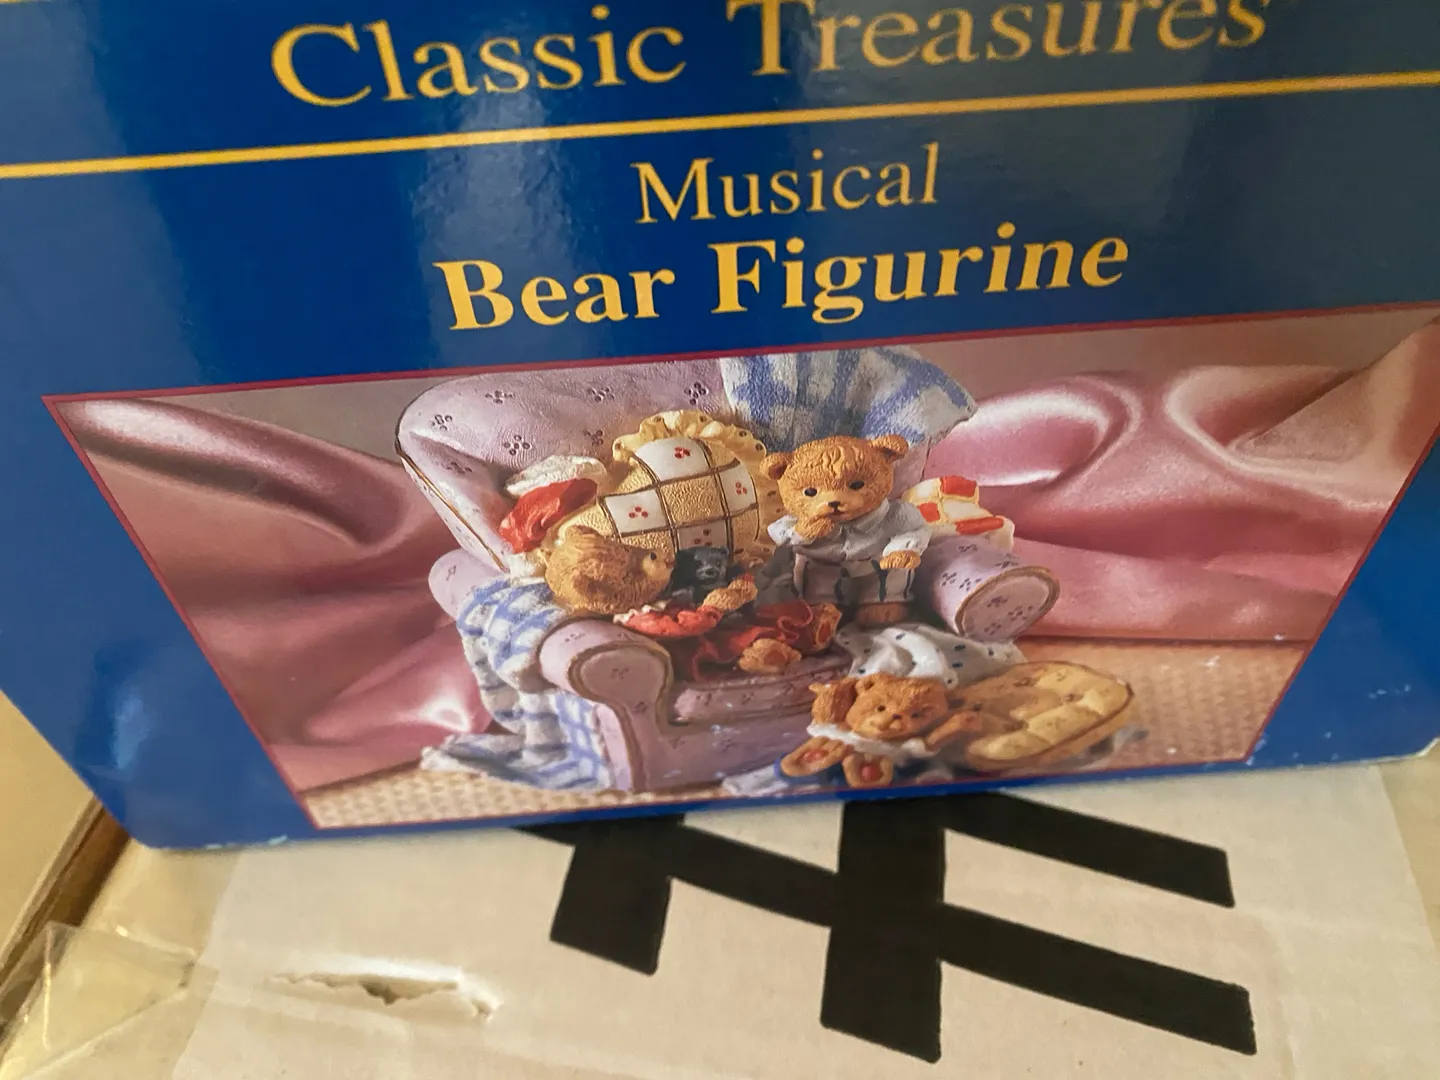 Classic Treasures
Musical
Bear Figurine